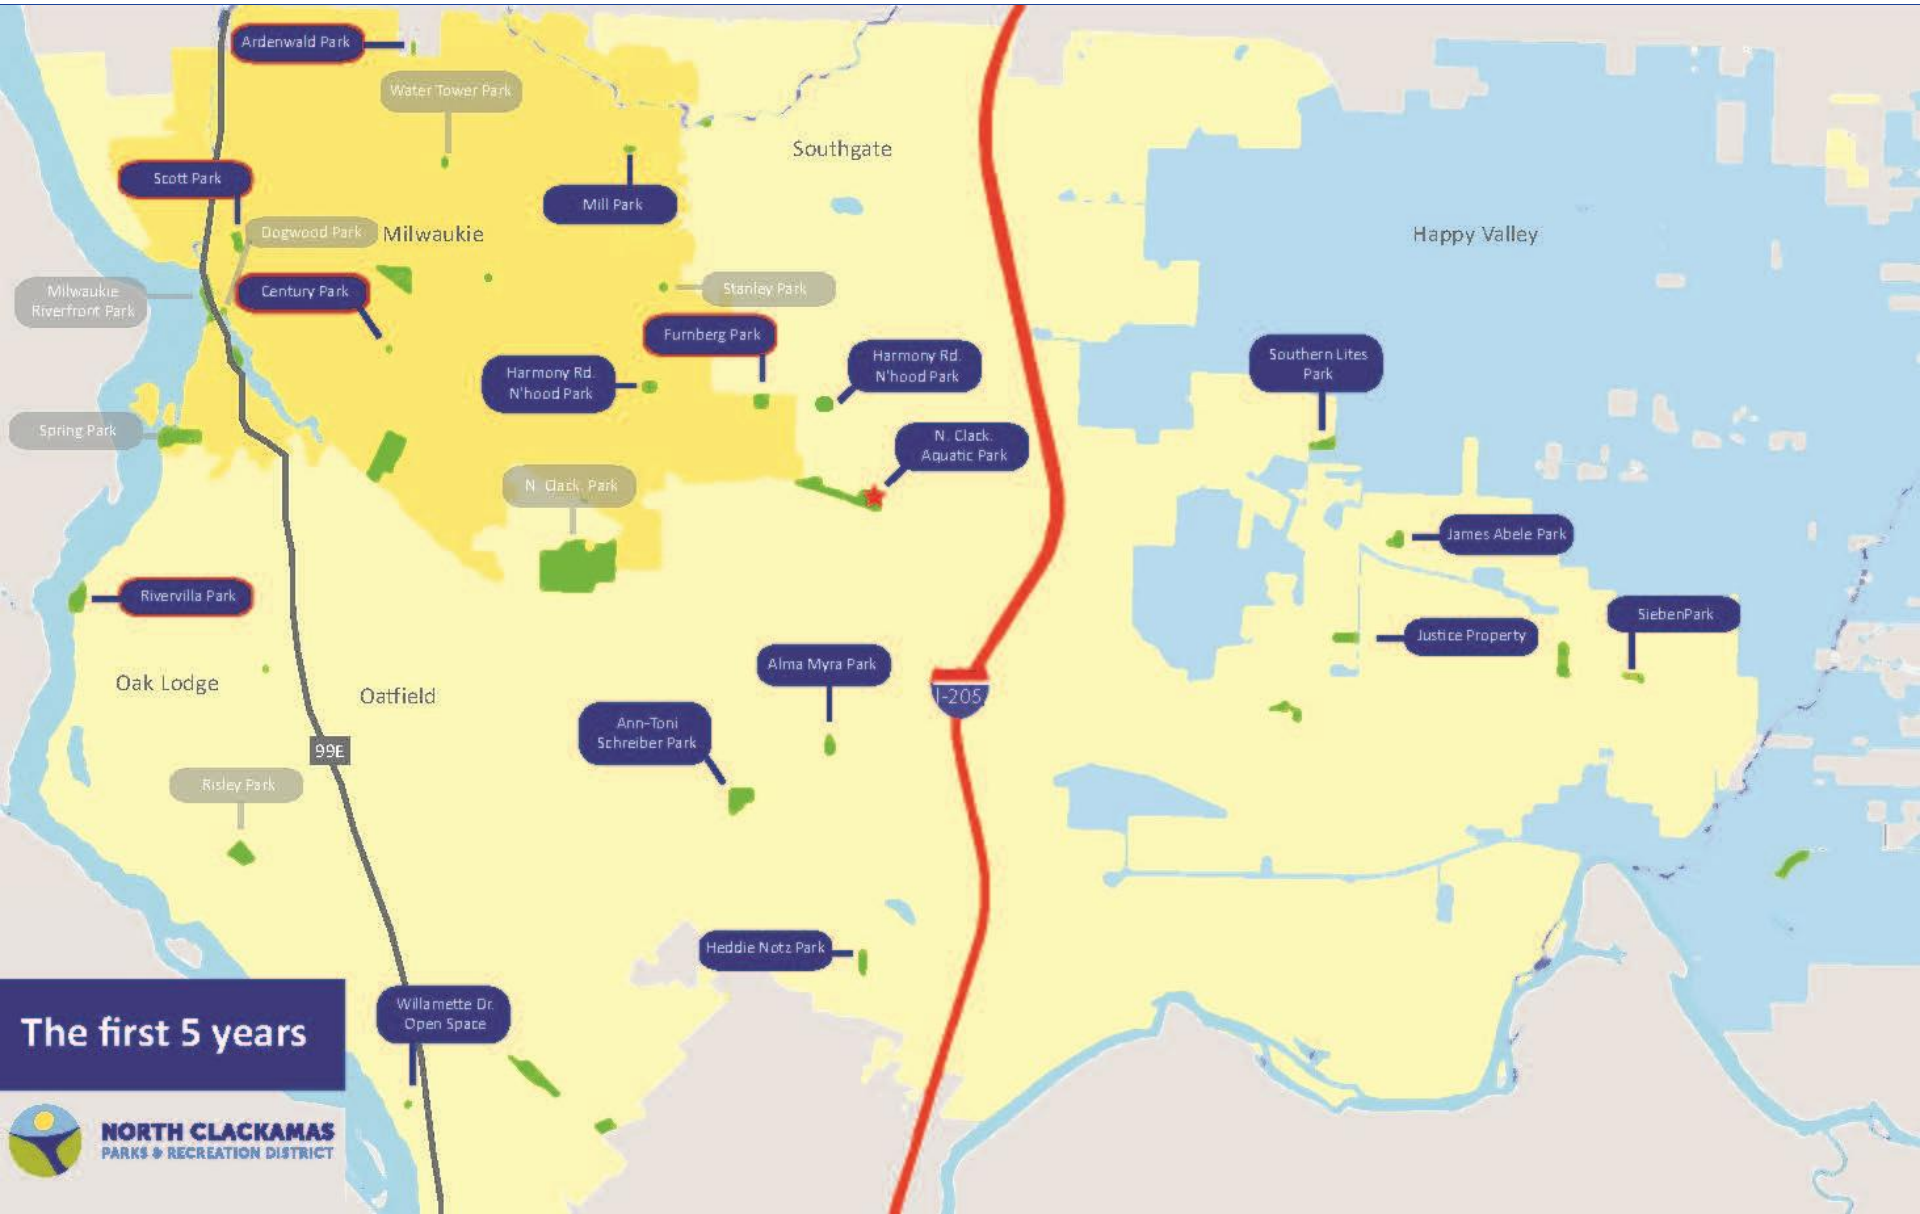 Ardenwald Park
Water Tower Park
Southgate
Scott Park
Mill Park
Dogwood Park
Milwaukie
Happy Valley
Milwaukie
Riverfront Park
Century Park
Stanley Park
Furnberg Park
Harmony Rd.
N'hood Park
Harmony Rd.
N'hood Park
Southern Lites
Park
Spring Park
N. Clack.
Aquatic Park
N. Clack. Park
James Abele Park
Rivervilla Park
SiebenPark
Justice Property
Alma Myra Park
Oak Lodge
Oatfield
I-205
Ann-Toni
Schreiber Park
99E
Risley Park
Heddie Notz Park
Willamette Dr.
Open Space
The first 5 years
NORTH CLACKAMAS
PARKS & RECREATION DISTRICT